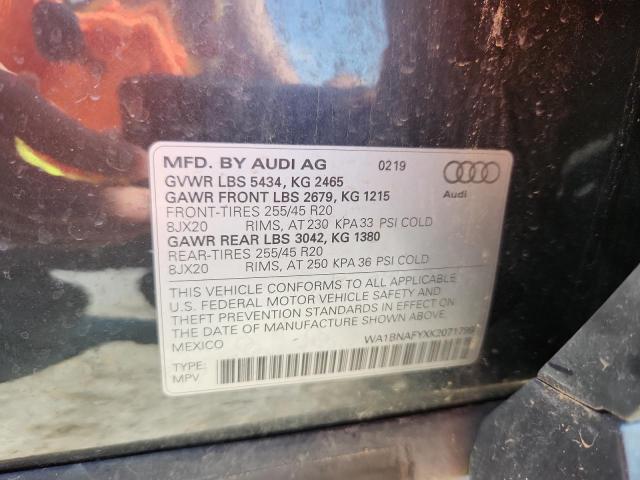 MFD. BY AUDI AG 0219
GVWR LBS 5434, KG 2465
GAWR FRONT LBS 2679, KG 1215
FRONT-TIRES 255/45 R20
8JX20 RIMS, AT 230 KPA 33 PSI COLD
GAWR REAR LBS 3042, KG 1380
REAR-TIRES 255/45 R20
8JX20 RIMS, AT 250 KPA 36 PSI COLD
Audi
THIS VEHICLE CONFORMS TO ALL APPLICABLE
U.S. FEDERAL MOTOR VEHICLE SAFETY AND
THEFT PREVENTION STANDARDS IN EFFECT ON
THE DATE OF MANUFACTURE SHOWN ABOVE
MEXICO
WA1BNAFYXK2071799
TYPE:
MPV